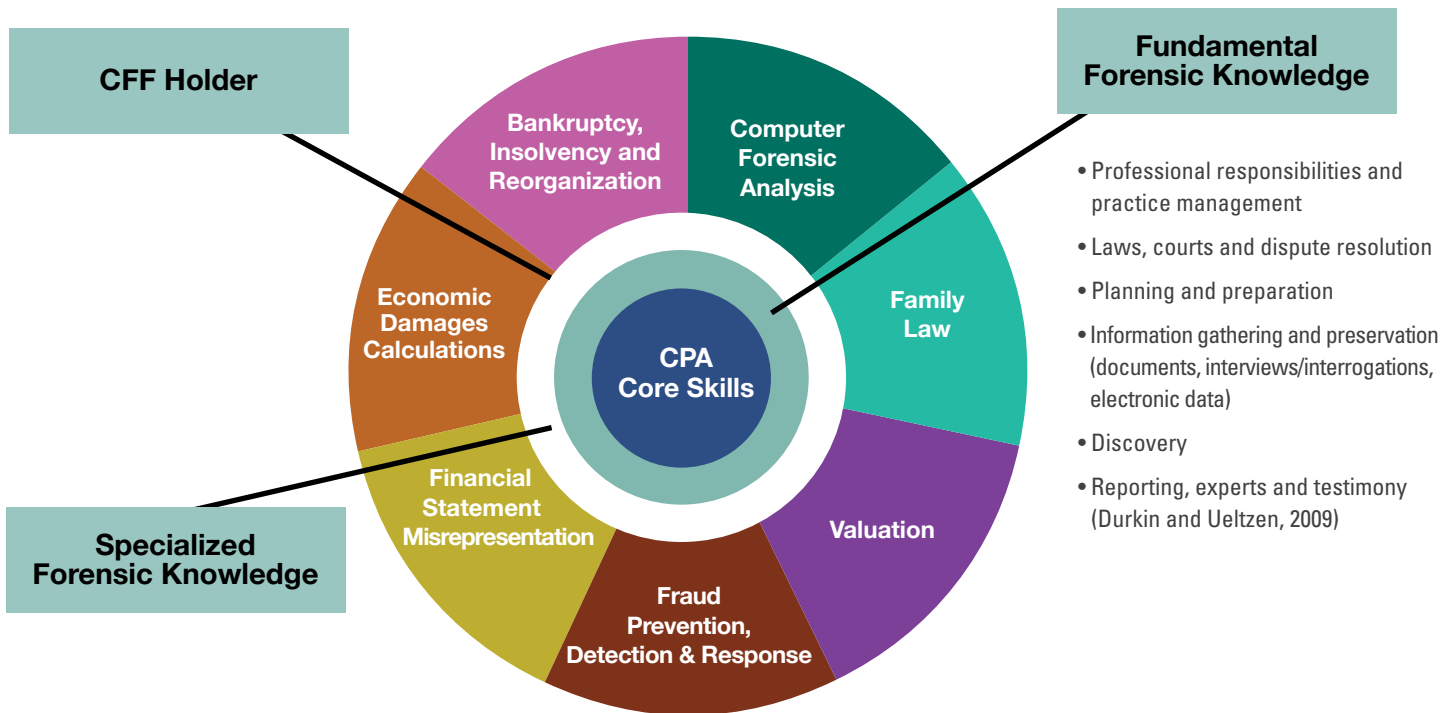 CFF Holder
Fundamental
Forensic Knowledge
Bankruptcy,
Insolvency and
Reorganization
Computer
Forensic
Analysis
• Professional responsibilities and
practice management
• Laws, courts and dispute resolution
• Planning and preparation
• Information gathering and preservation
(documents, interviews/interrogations,
electronic data)
• Discovery
• Reporting, experts and testimony
(Durkin and Ueltzen, 2009)
Economic
Damages
Calculations
Family
Law
CPA
Core Skills
Financial
Statement
Misrepresentation
Valuation
Specialized
Forensic Knowledge
Fraud
Prevention,
Detection & Response